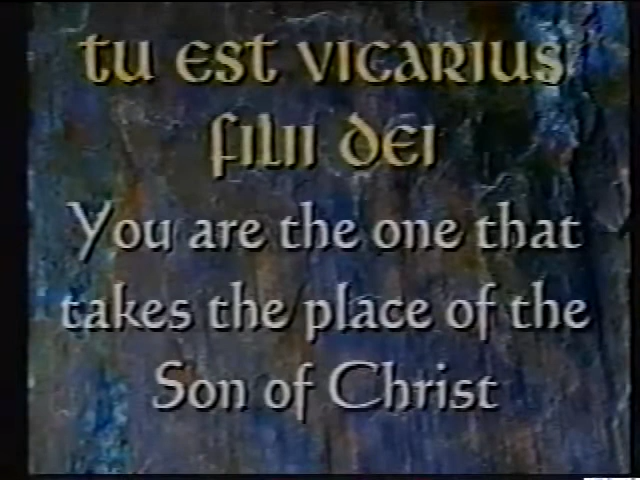 tu est vicarius
filii dei
You are the one that
takes the place of the
Son of Christ